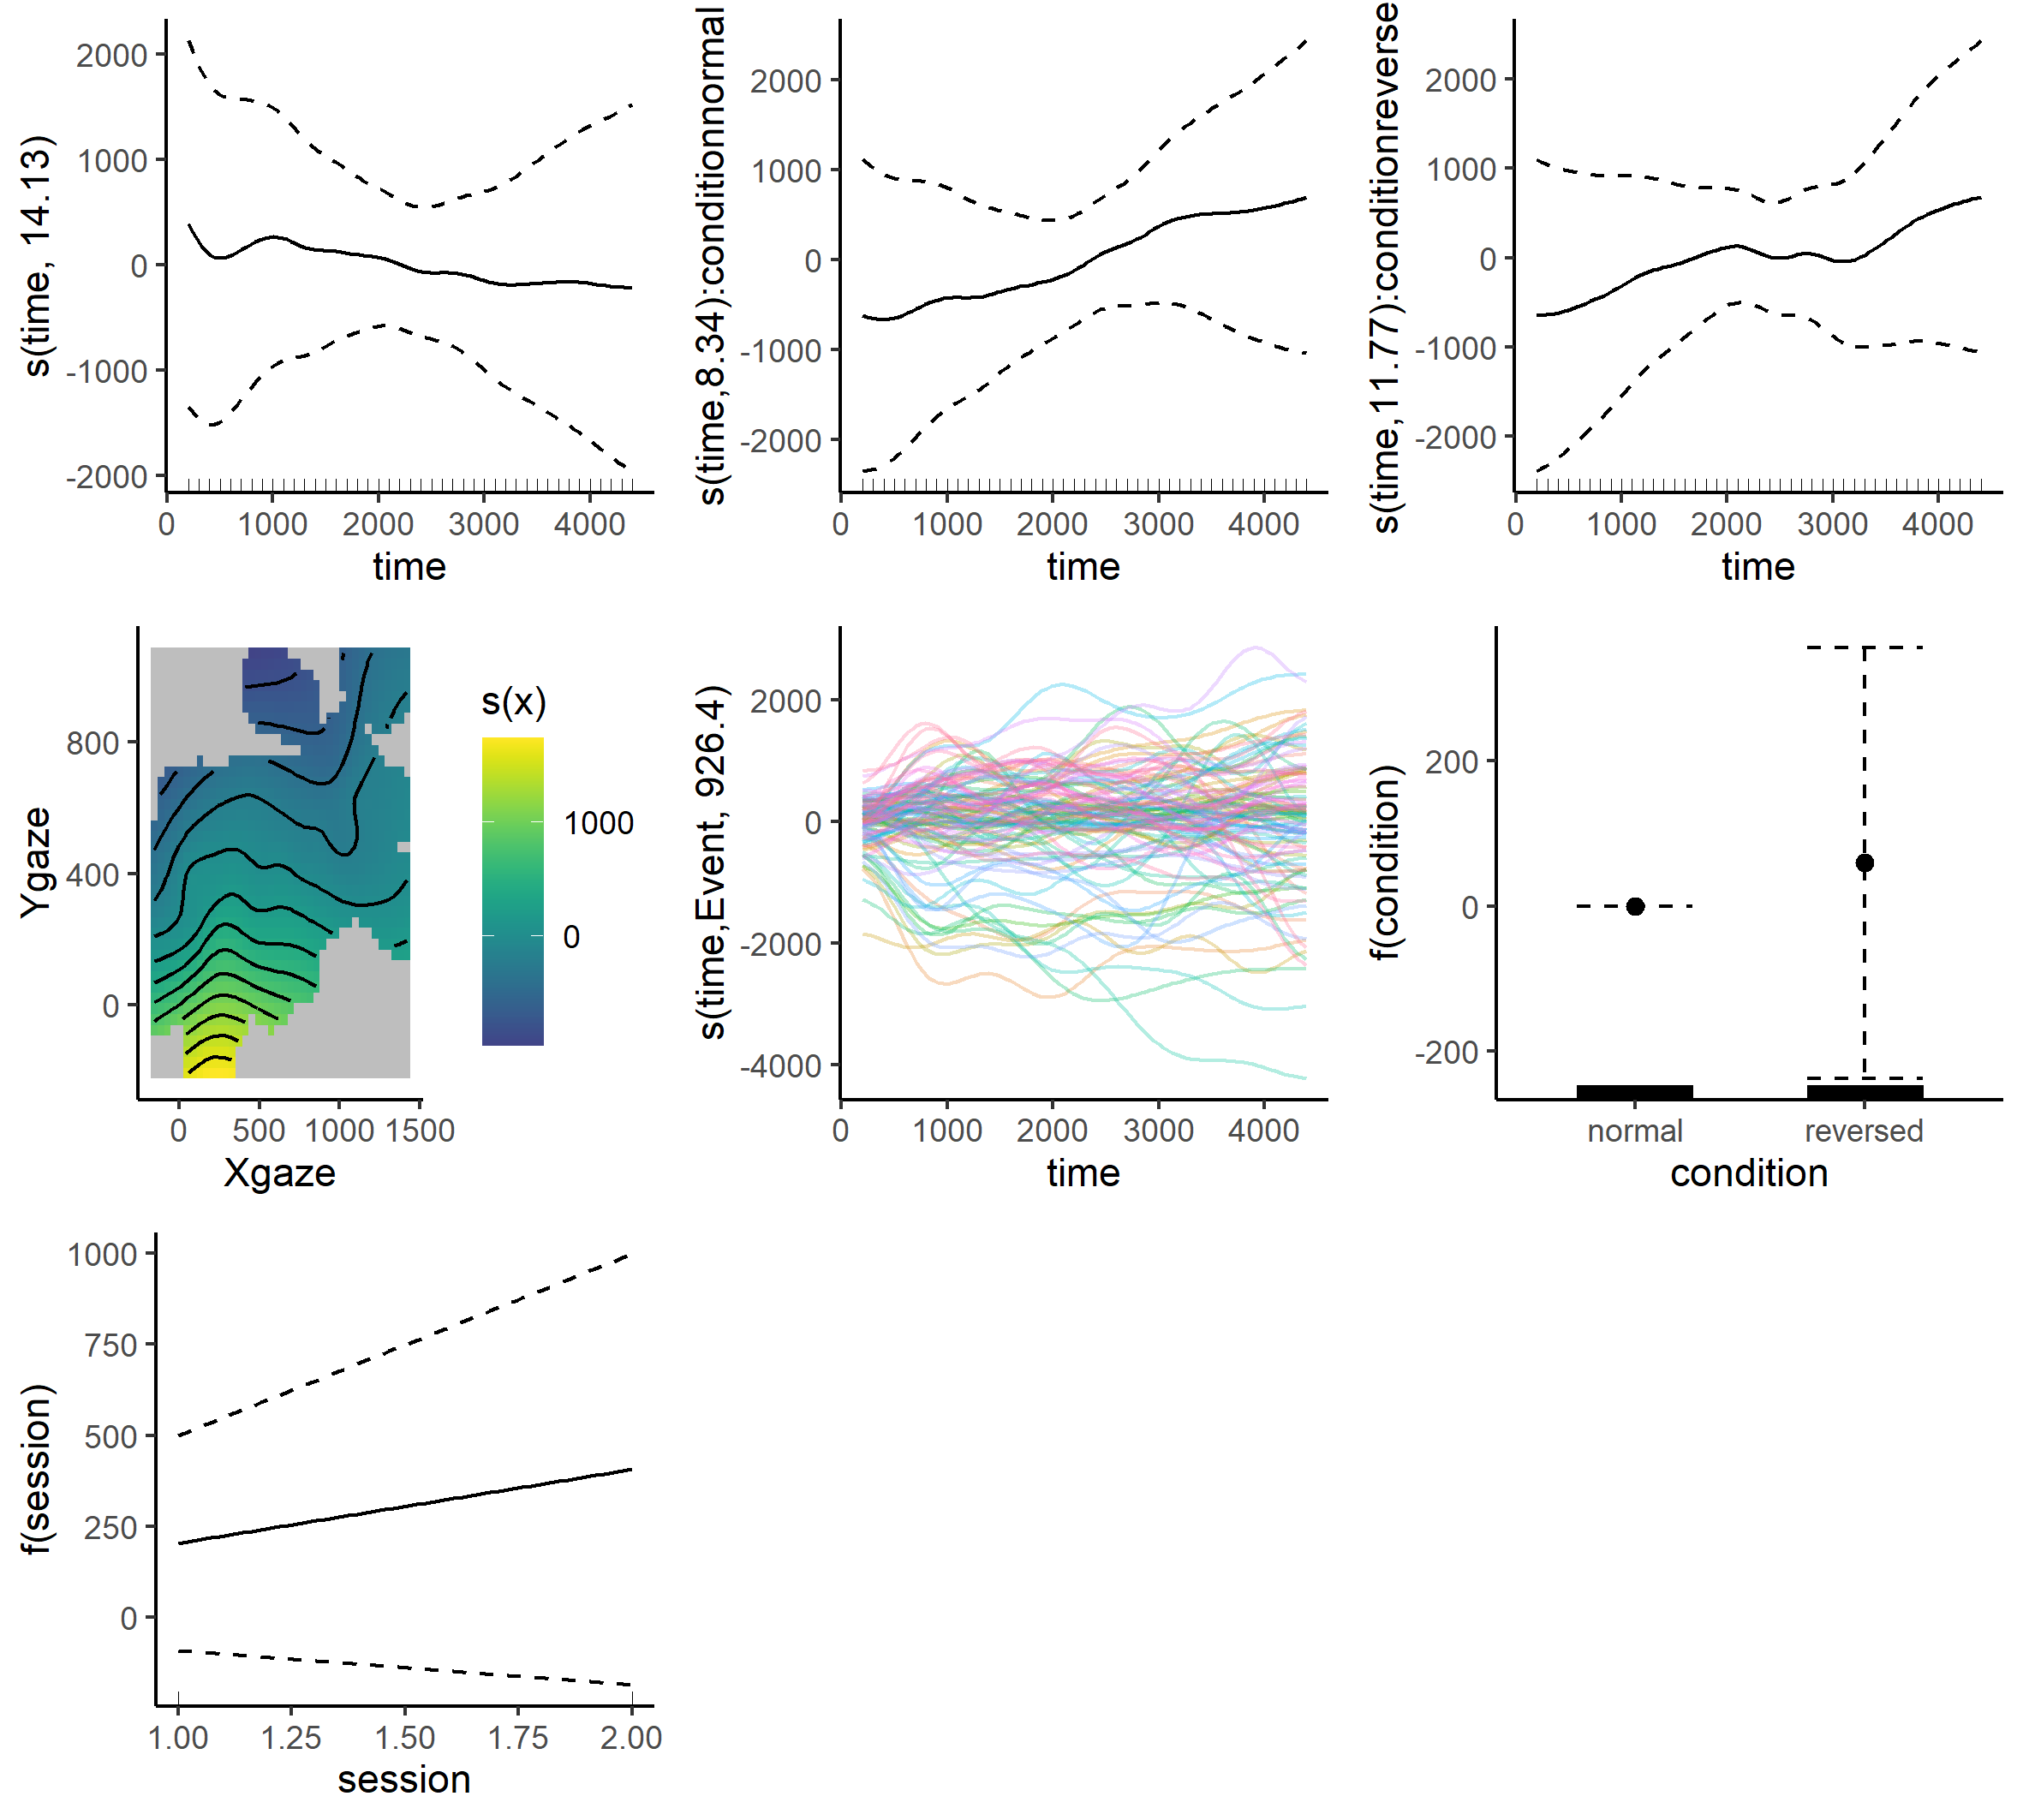 s(time, 14.13)
2000
1000
0
-1000
-2000
0 1000 2000 3000 4000
time
s(time,8.34):conditionnormal
2000
1000
0
-1000
-2000
0 1000 2000 3000 4000
time
s(time,11.77):conditionreverse
2000
1000
0
-1000
-2000
0 1000 2000 3000 4000
time
Ygaze
800
400
0
0 500 1000 1500
Xgaze
s(x)
1000
0
s(time,Event, 926.4)
2000
0
-2000
-4000
0 1000 2000 3000 4000
time
f(condition)
200
0
-200
normal reversed
condition
f(session)
1000
750
500
250
0
1.00 1.25 1.50 1.75 2.00
session